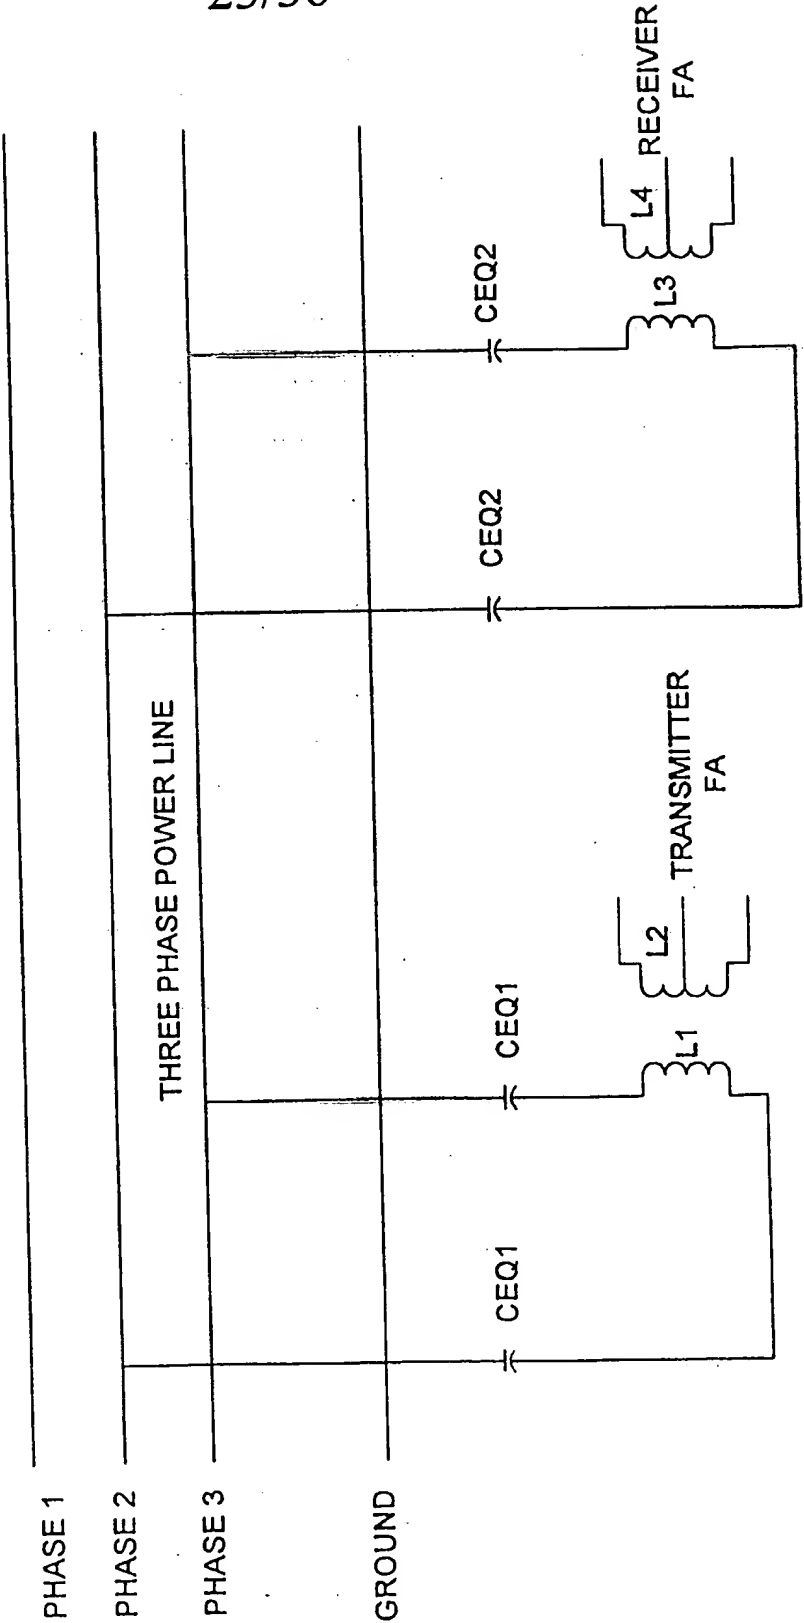 PHASE 1
PHASE 2
PHASE 3
GROUND
THREE PHASE POWER LINE
CEQ1
CEQ1
L1
L2
TRANSMITTER
FA
CEQ2
CEQ2
L3
L4
RECEIVER
FA